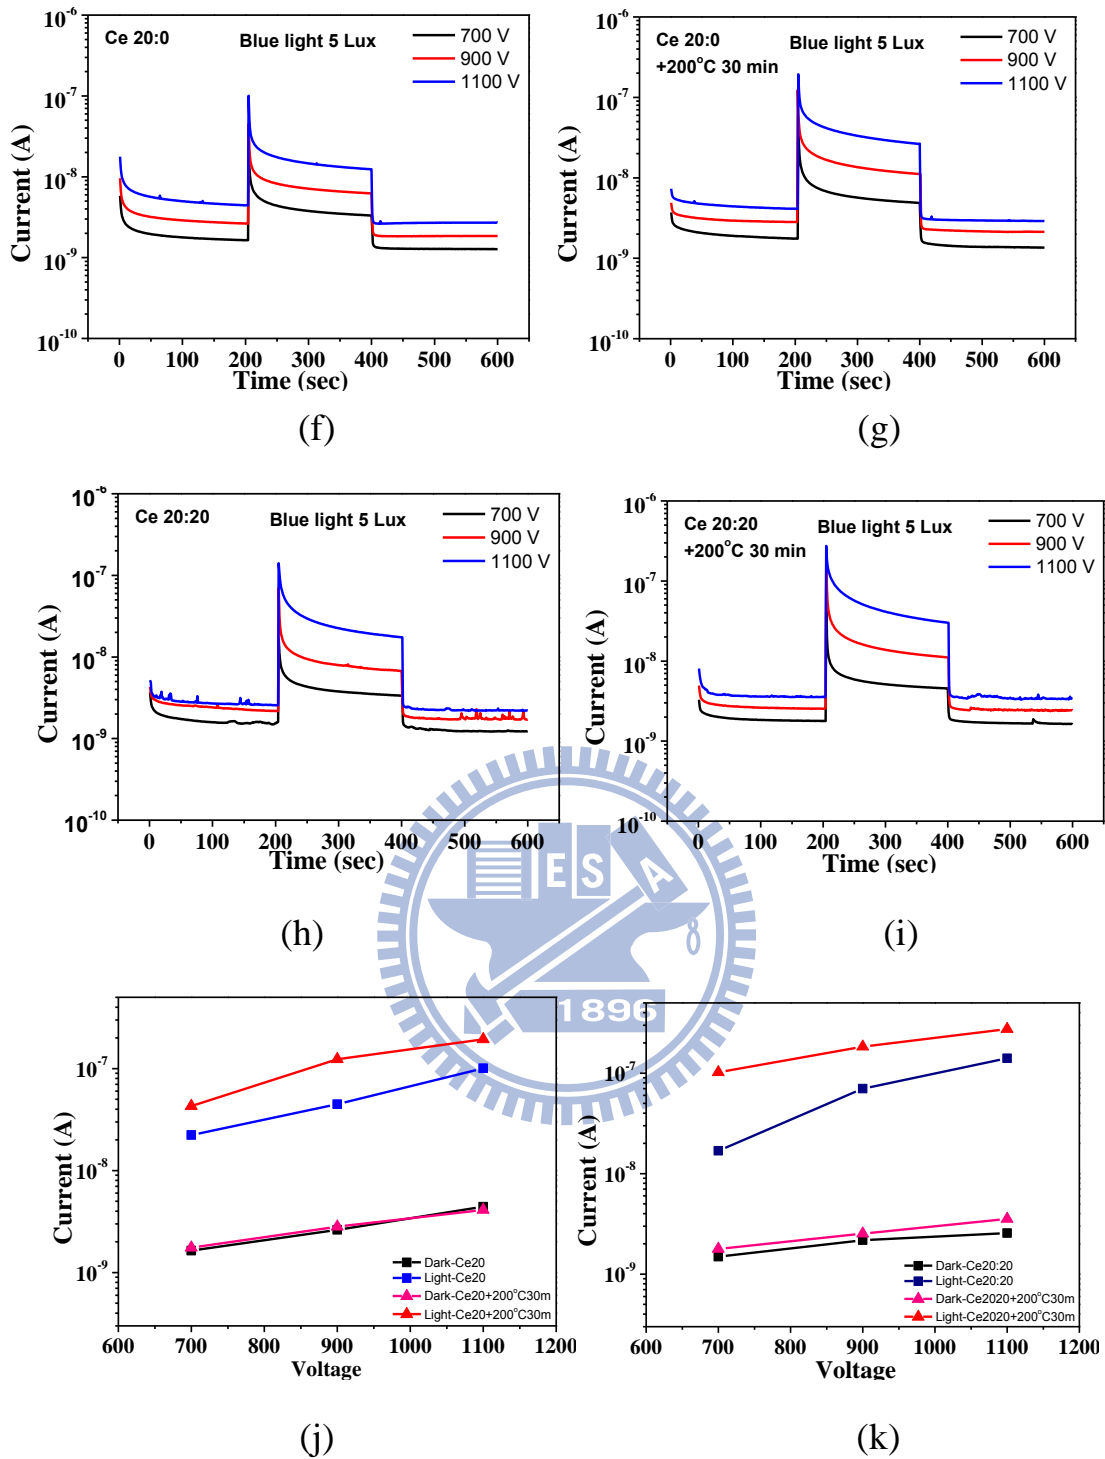 Ce 20:0
Blue light 5 Lux
700 V
900 V
1100 V
10-6
10-7
10-8
10-9
10-10
Current (A)
0 100 200 300 400 500 600
Time (sec)
(f)
Ce 20:0
+200°C 30 min
Blue light 5 Lux
700 V
900 V
1100 V
10-6
10-7
10-8
10-9
10-10
Current (A)
0 100 200 300 400 500 600
Time (sec)
(g)
Ce 20:20
Blue light 5 Lux
700 V
900 V
1100 V
10-6
10-7
10-8
10-9
10-10
Current (A)
0 100 200 300 400 500 600
Time (sec)
(h)
Ce 20:20
+200°C 30 min
Blue light 5 Lux
700 V
900 V
1100 V
10-6
10-7
10-8
10-9
10-10
Current (A)
0 100 200 300 400 500 600
Time (sec)
(i)
E S A
1896
10-7
10-8
10-9
Current (A)
Dark-Ce20
Light-Ce20
Dark-Ce20+200°C30m
Light-Ce20+200°C30m
600 700 800 900 1000 1100 1200
Voltage
(j)
10-7
10-8
10-9
Current (A)
Dark-Ce20:20
Light-Ce20:20
Dark-Ce2020+200°C30m
Light-Ce2020+200°C30m
600 700 800 900 1000 1100 1200
Voltage
(k)